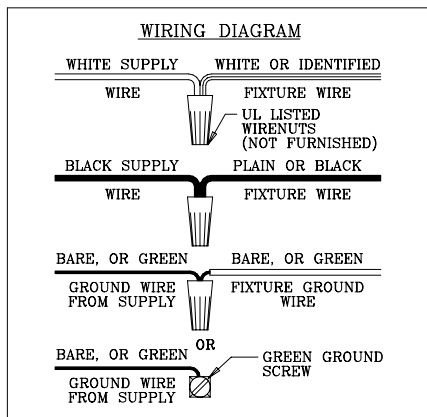 WIRING DIAGRAM
WHITE SUPPLY
WIRE
WHITE OR IDENTIFIED
FIXTURE WIRE
UL LISTED
WIRENUTS
(NOT FURNISHED)
BLACK SUPPLY
WIRE
PLAIN OR BLACK
FIXTURE WIRE
BARE, OR GREEN
GROUND WIRE
FROM SUPPLY
BARE, OR GREEN
FIXTURE GROUND
WIRE
OR
BARE, OR GREEN
GROUND WIRE
FROM SUPPLY
GREEN GROUND
SCREW